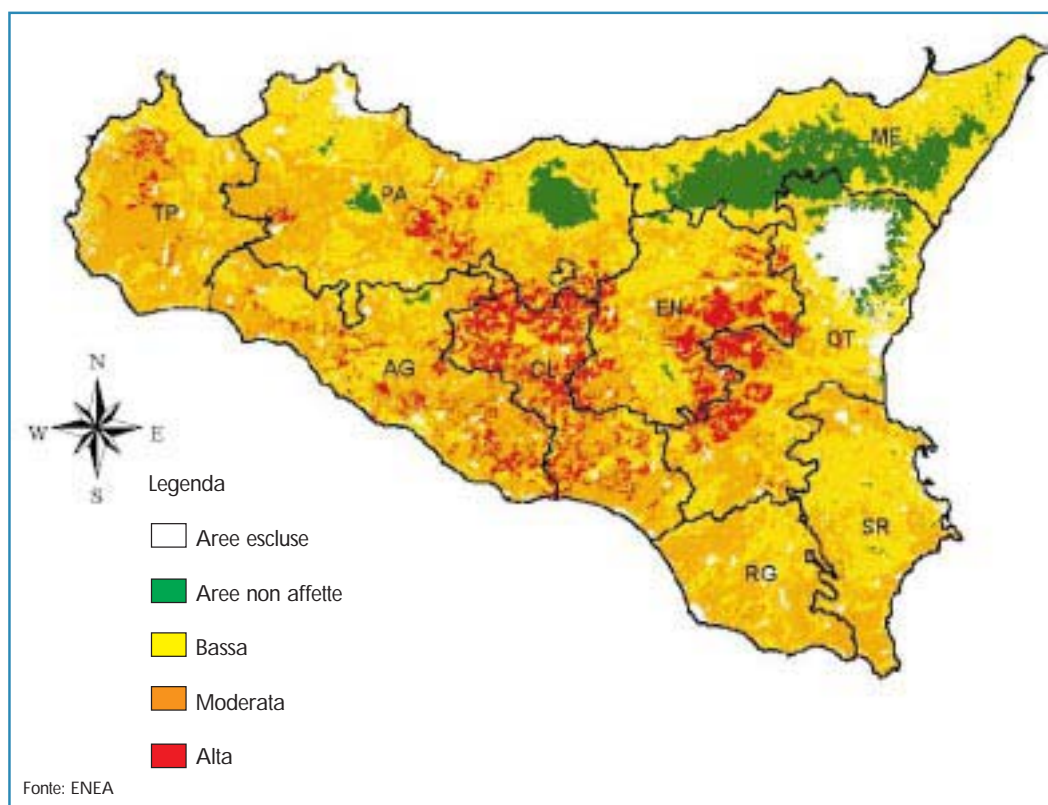 ME
PA
TP
EN
CT
AG
CL
N
W E
S
SR
RG
Legenda
Aree escluse
Aree non affette
Bassa
Moderata
Alta
Fonte: ENEA